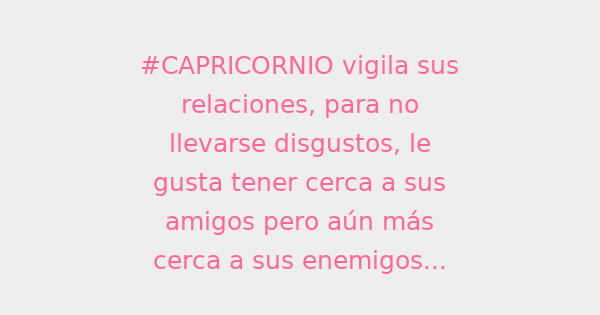 #CAPRICORNIO vigila sus
relaciones, para no
llevarse disgustos, le
gusta tener cerca a sus
amigos pero aún más
cerca a sus enemigos...